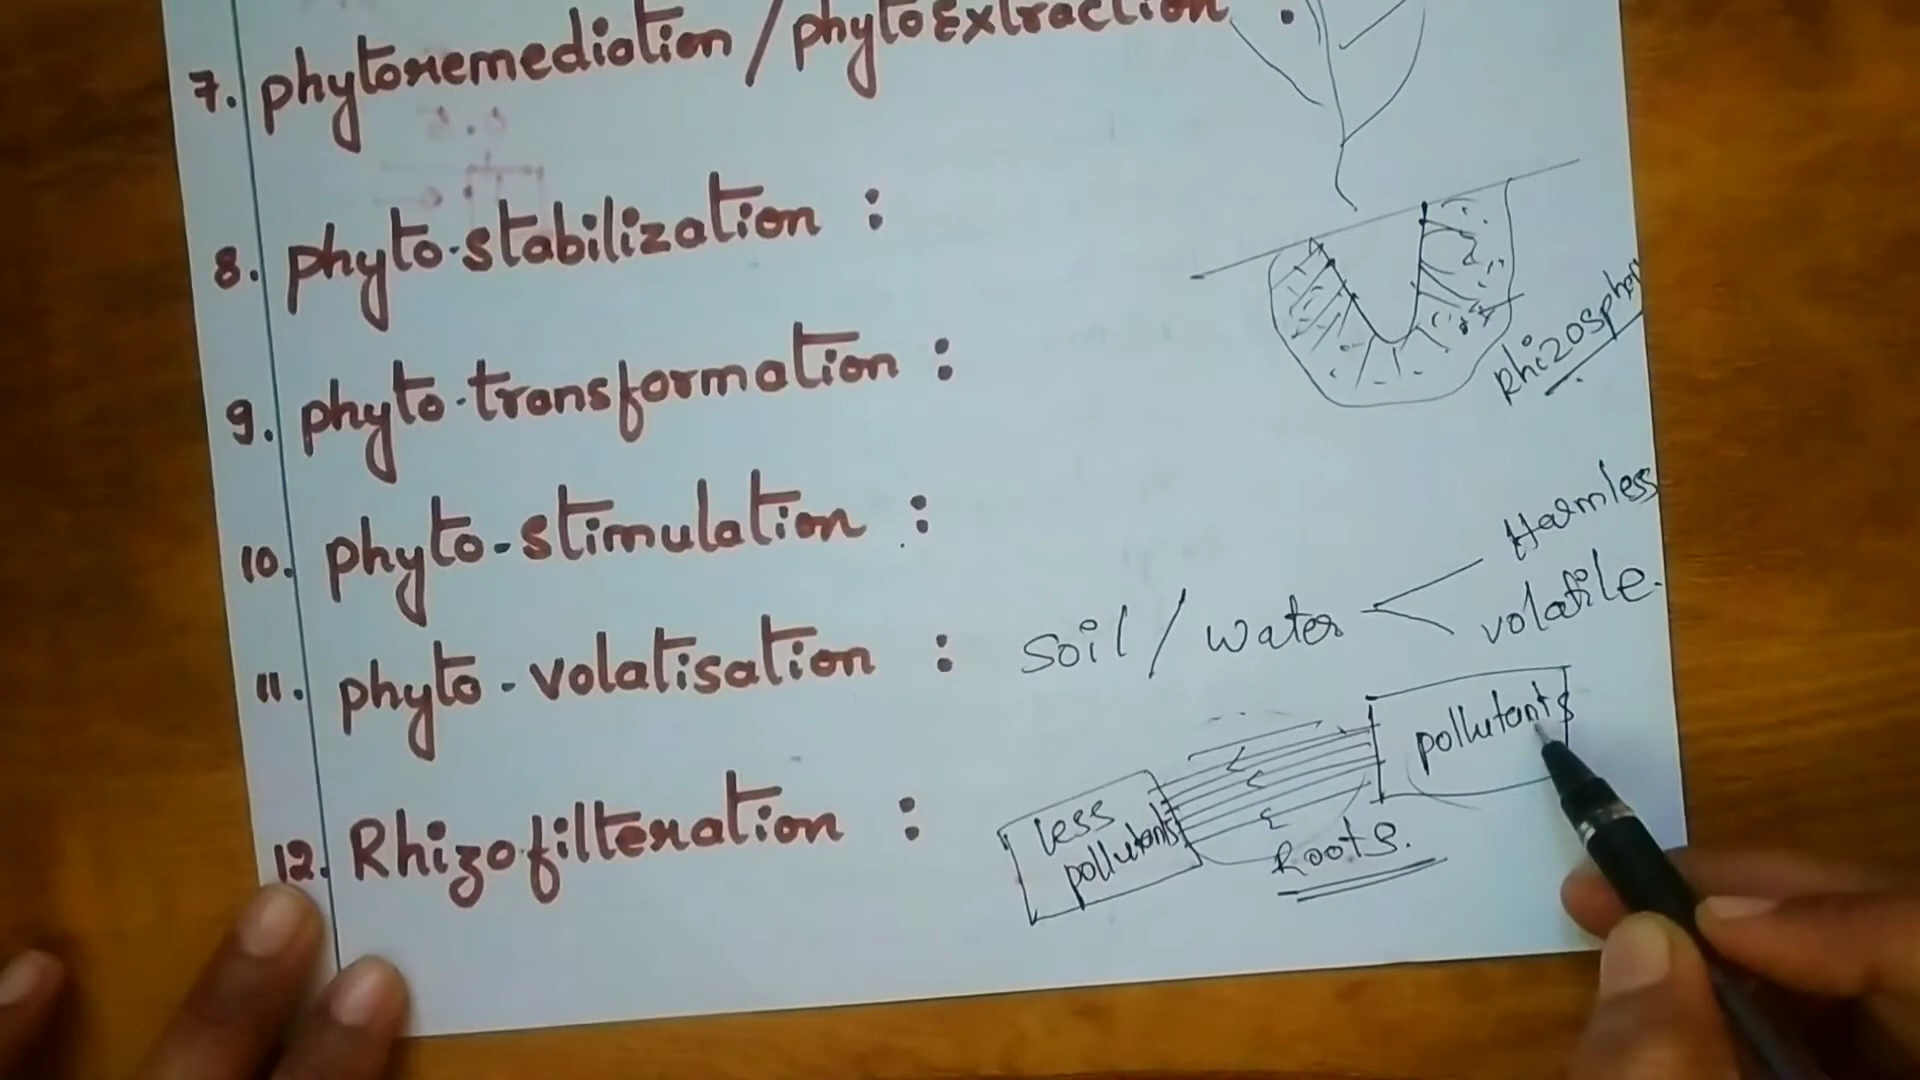 7. phytoremediation / phytoExtraction :
8. phyto-stabilization :
9. phyto-transformation :
10. phyto-stimulation :
11. phyto-volatisation : soil / water
Harmless
volatile.
12. Rhizofilteration :
less
pollutants
pollutants
Roots.